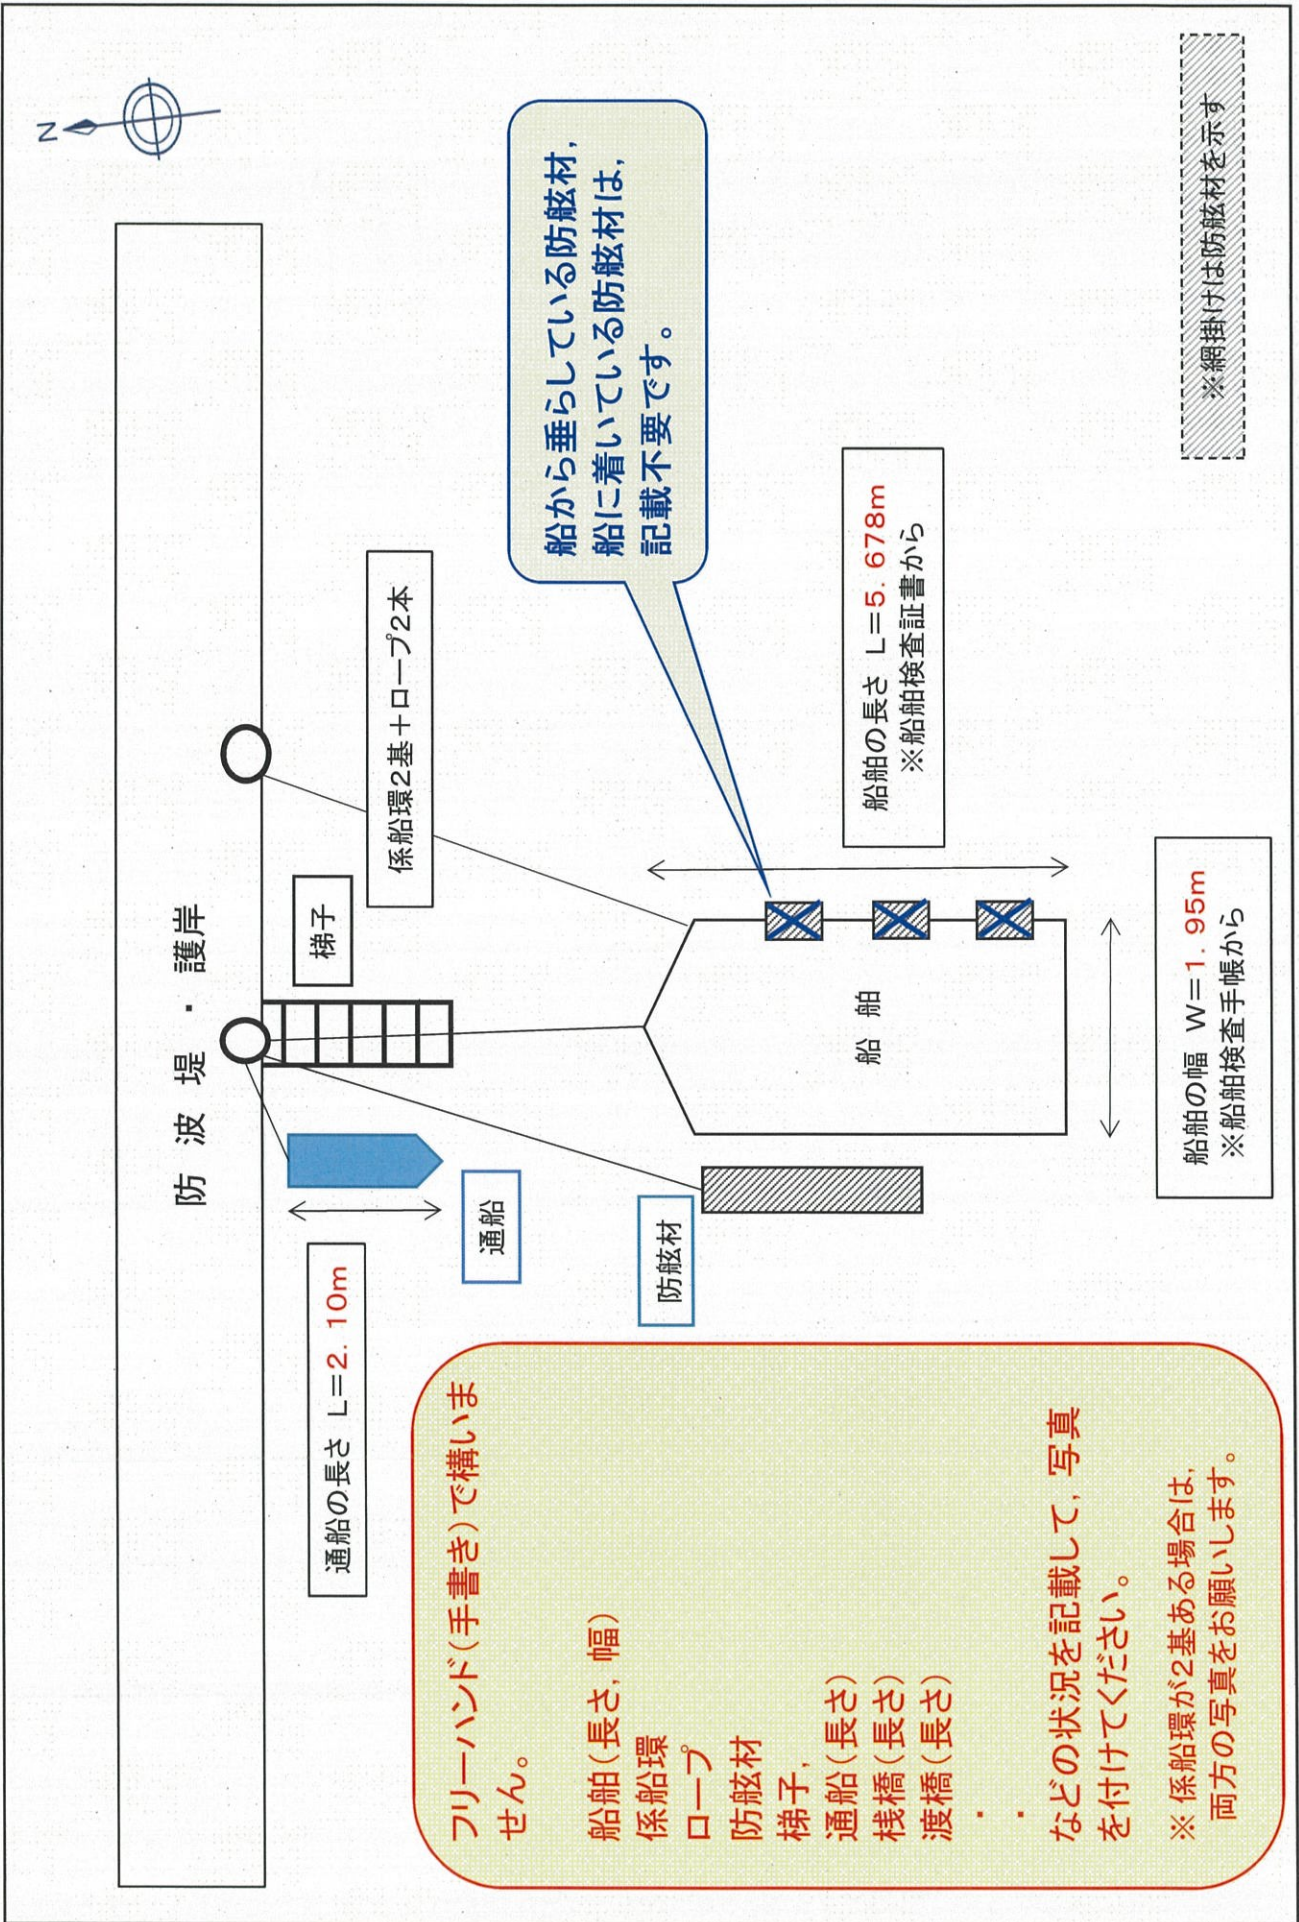 N
防 波 堤 ・ 護岸
梯子
係船環2基＋ロープ2本
通船の長さ L＝2．10m
通船
防舷材
船 舶
船から垂らしている防舷材，
船に着いている防舷材は，
記載不要です。
船舶の長さ L＝5．678m
※船舶検査証書から
船舶の幅 W＝1．95m
※船舶検査手帳から
フリーハンド（手書き）で構いま
せん。
船舶（長さ，幅）
係船環
ロープ
防舷材
梯子，
通船（長さ）
桟橋（長さ）
渡橋（長さ）
・
・
などの状況を記載して，写真
を付けてください。
※ 係船環が2基ある場合は，
両方の写真をお願いします。
※網掛けは防舷材を示す